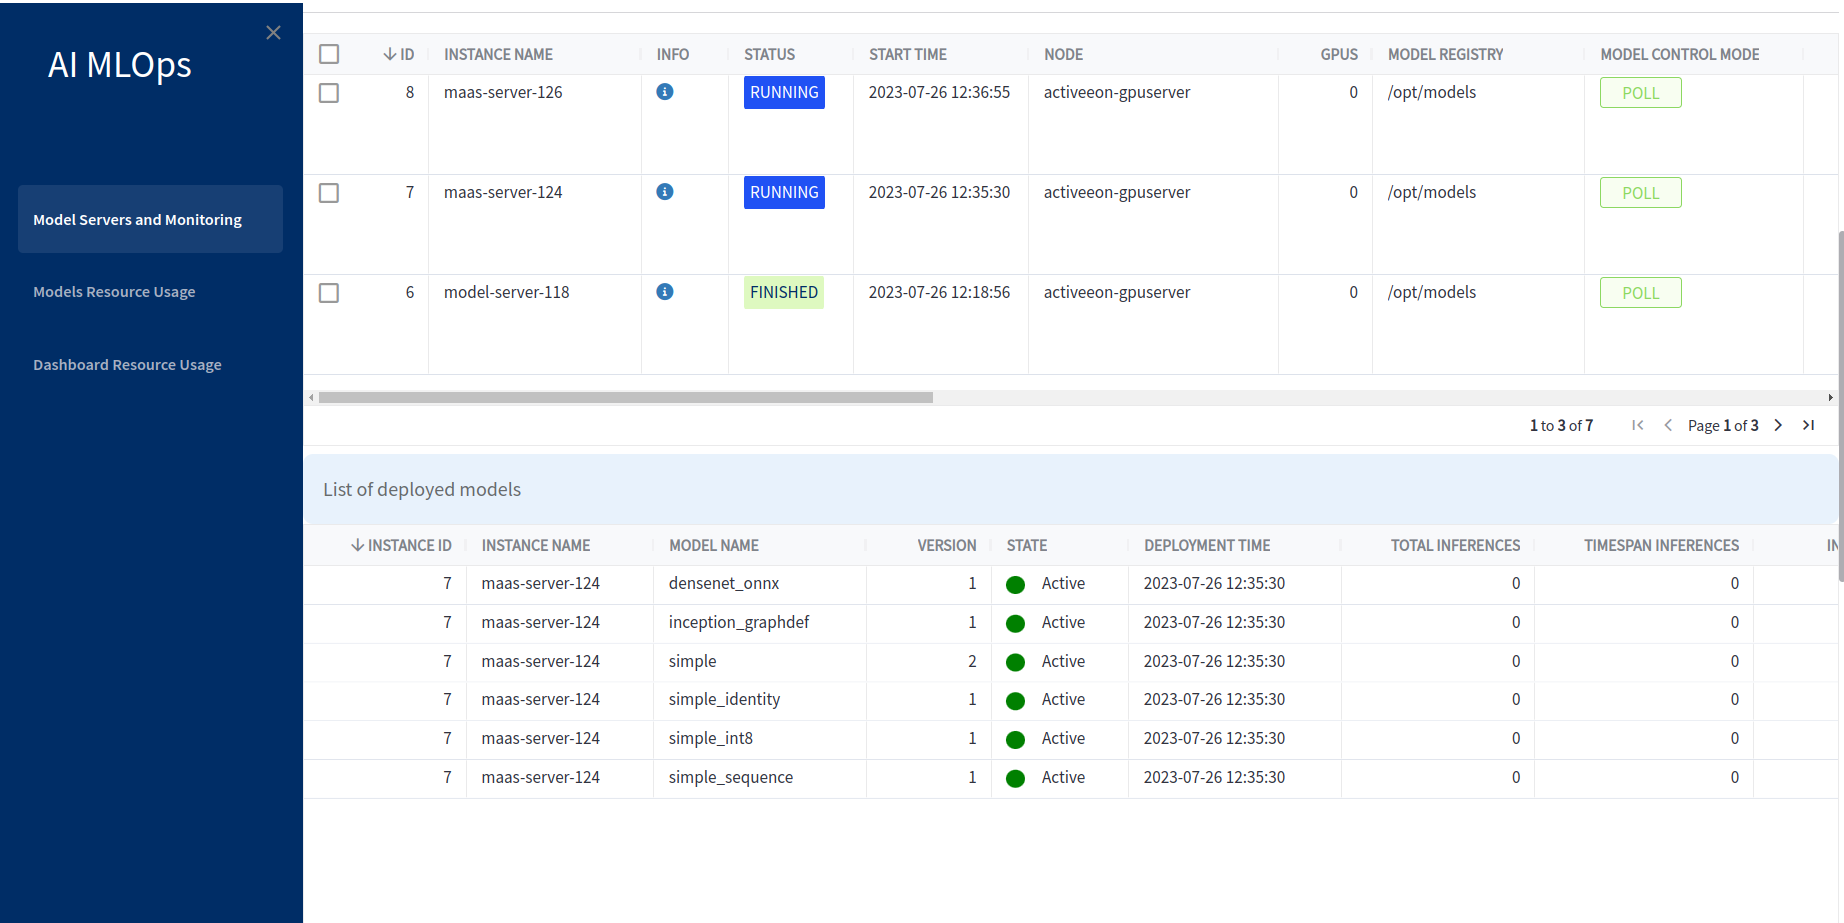 AI MLOps
Model Servers and Monitoring
Models Resource Usage
Dashboard Resource Usage
ID INSTANCE NAME INFO STATUS START TIME NODE GPUS MODEL REGISTRY MODEL CONTROL MODE
8 maas-server-126 RUNNING 2023-07-26 12:36:55 activeeon-gpuserver 0 /opt/models POLL
7 maas-server-124 RUNNING 2023-07-26 12:35:30 activeeon-gpuserver 0 /opt/models POLL
6 model-server-118 FINISHED 2023-07-26 12:18:56 activeeon-gpuserver 0 /opt/models POLL
1 to 3 of 7 Page 1 of 3
List of deployed models
INSTANCE ID INSTANCE NAME MODEL NAME VERSION STATE DEPLOYMENT TIME TOTAL INFERENCES TIMESPAN INFERENCES
7 maas-server-124 densenet_onnx 1 Active 2023-07-26 12:35:30 0 0
7 maas-server-124 inception_graphdef 1 Active 2023-07-26 12:35:30 0 0
7 maas-server-124 simple 2 Active 2023-07-26 12:35:30 0 0
7 maas-server-124 simple_identity 1 Active 2023-07-26 12:35:30 0 0
7 maas-server-124 simple_int8 1 Active 2023-07-26 12:35:30 0 0
7 maas-server-124 simple_sequence 1 Active 2023-07-26 12:35:30 0 0